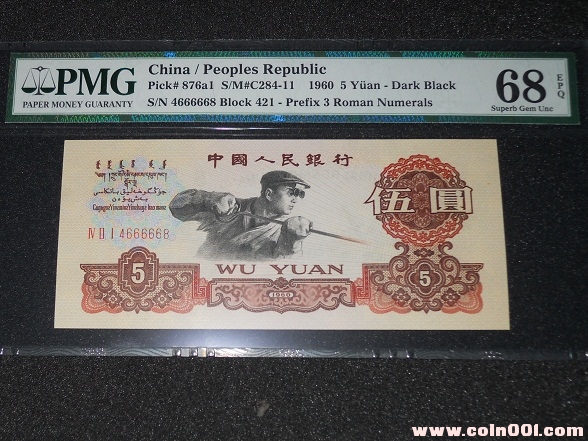 PMG
PAPER MONEY GUARANTY
China / Peoples Republic
Pick# 876a1 S/M#C284-11 1960 5 Yüan - Dark Black
S/N 4666668 Block 421 - Prefix 3 Roman Numerals
68 EPQ
Superb Gem Unc
中國人民銀行
IV II I 4666668
伍圓
5
WU YUAN
5
1960
www.coin001.com